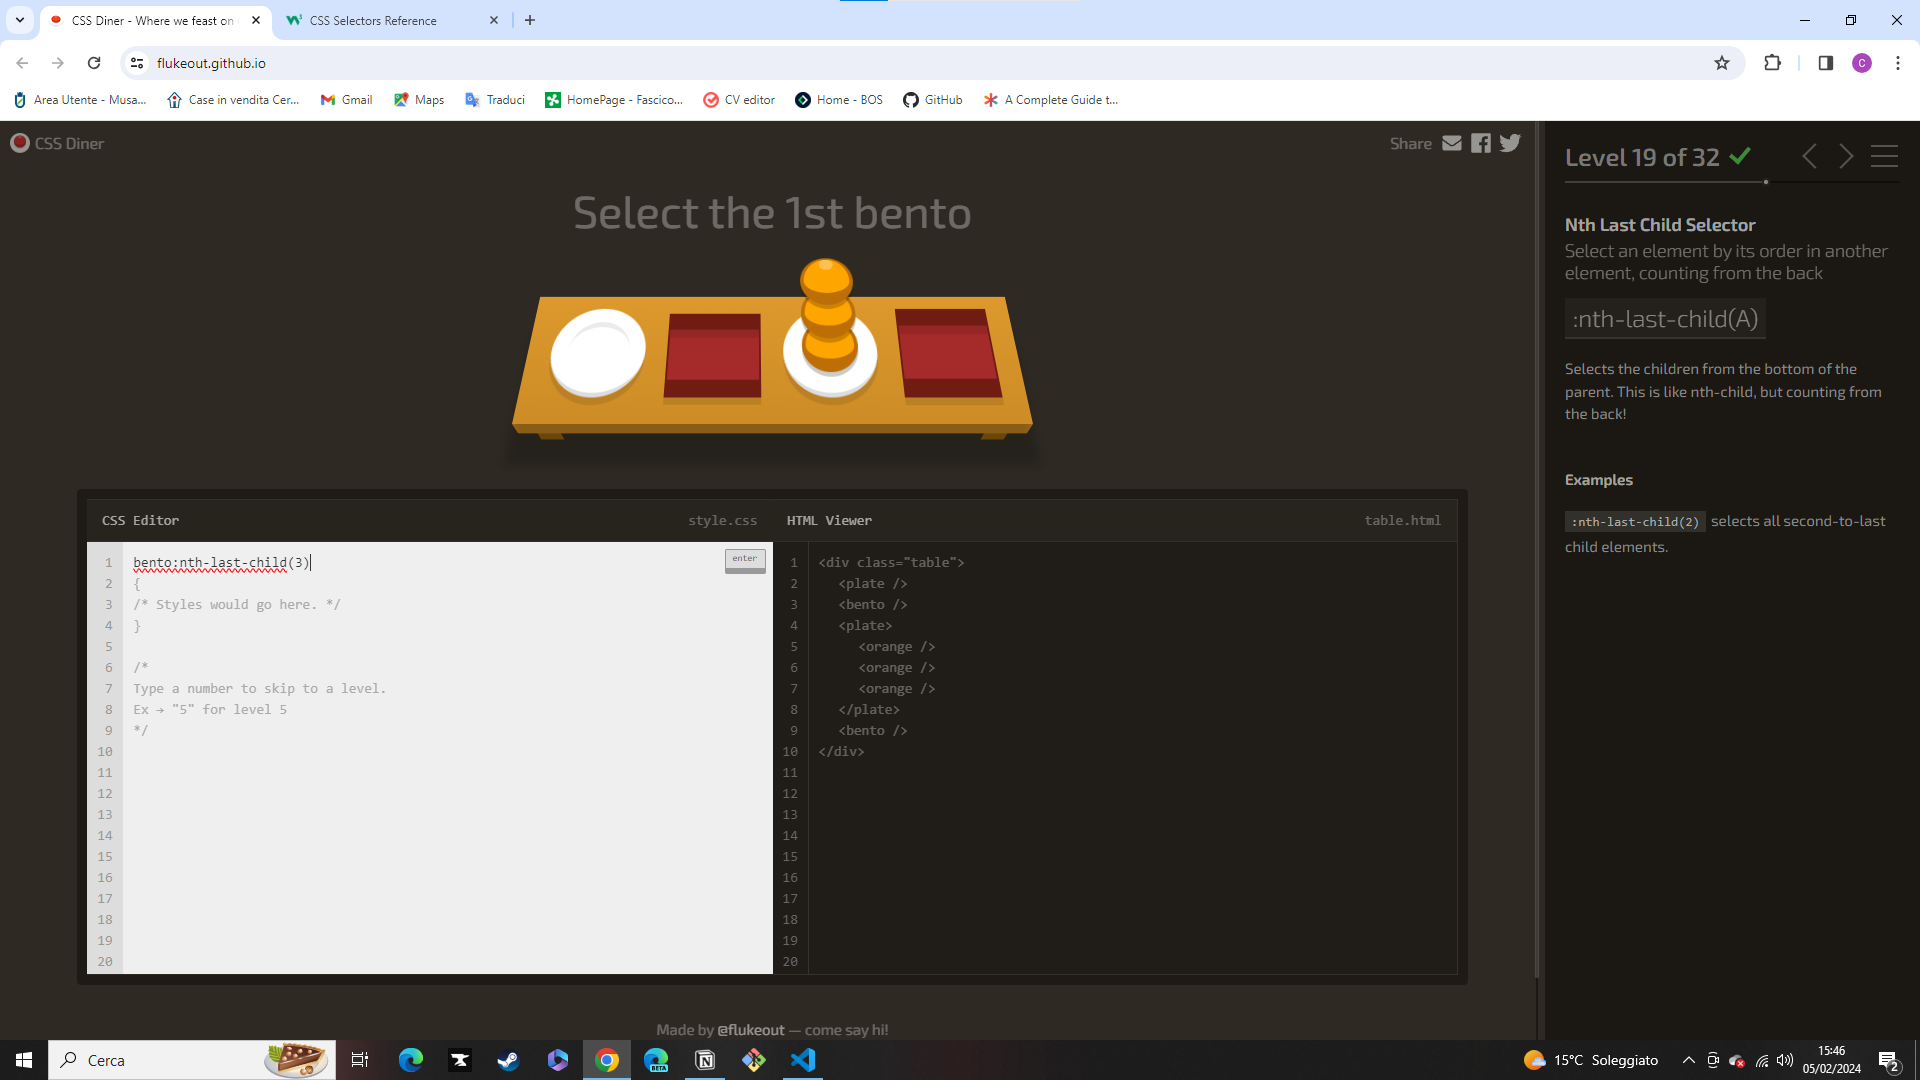 CSS Diner - Where we feast on
CSS Selectors Reference
flukeout.github.io
C
Area Utente - Musa...
Case in vendita Cer...
Gmail
Maps
Traduci
HomePage - Fascico...
CV editor
Home - BOS
GitHub
A Complete Guide t...
CSS Diner
Share
Select the 1st bento
CSS Editor
style.css
enter
1 bento:nth-last-child(3)
2 {
3 /* Styles would go here. */
4 }
5
6 /*
7 Type a number to skip to a level.
8 Ex → "5" for level 5
9 */
10
11
12
13
14
15
16
17
18
19
20
HTML Viewer
table.html
1 <div class="table">
2 <plate />
3 <bento />
4 <plate>
5 <orange />
6 <orange />
7 <orange />
8 </plate>
9 <bento />
10 </div>
11
12
13
14
15
16
17
18
19
20
Made by @flukeout — come say hi!
Level 19 of 32
Nth Last Child Selector
Select an element by its order in another
element, counting from the back
:nth-last-child(A)
Selects the children from the bottom of the
parent. This is like nth-child, but counting from
the back!
Examples
:nth-last-child(2) selects all second-to-last
child elements.
Cerca
BETA
15°C Soleggiato
15:46
05/02/2024
2